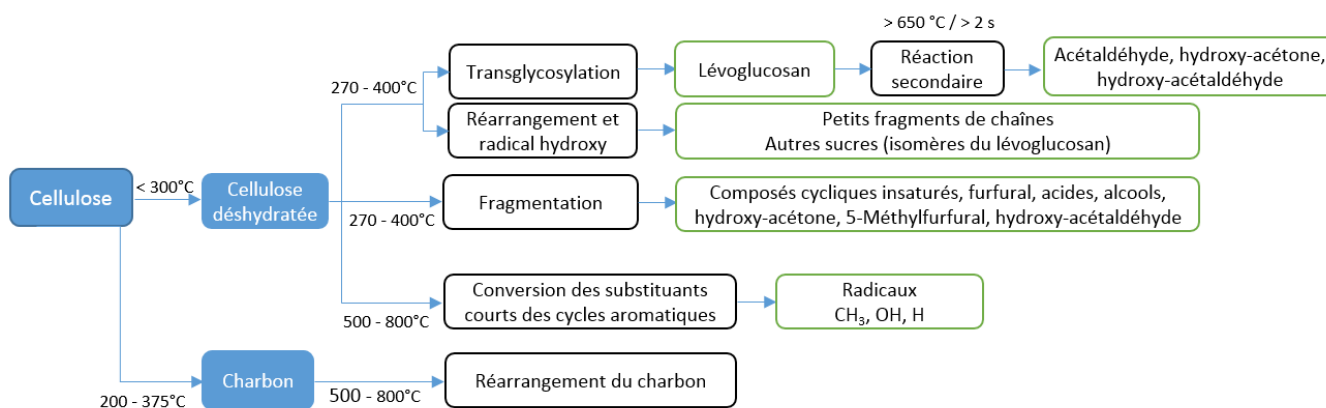 > 650 °C / > 2 s
270 - 400°C
Transglycosylation
Lévoglucosan
Réaction
secondaire
Acétaldéhyde, hydroxy-acétone,
hydroxy-acétaldéhyde
Réarrangement et
radical hydroxy
Petits fragments de chaînes
Autres sucres (isomères du lévoglucosan)
Cellulose
< 300°C
Cellulose
déshydratée
270 - 400°C
Fragmentation
Composés cycliques insaturés, furfural, acides, alcools,
hydroxy-acétone, 5-Méthylfurfural, hydroxy-acétaldéhyde
500 - 800°C
Conversion des substituants
courts des cycles aromatiques
Radicaux
CH₃, OH, H
200 - 375°C
Charbon
500 - 800°C
Réarrangement du charbon